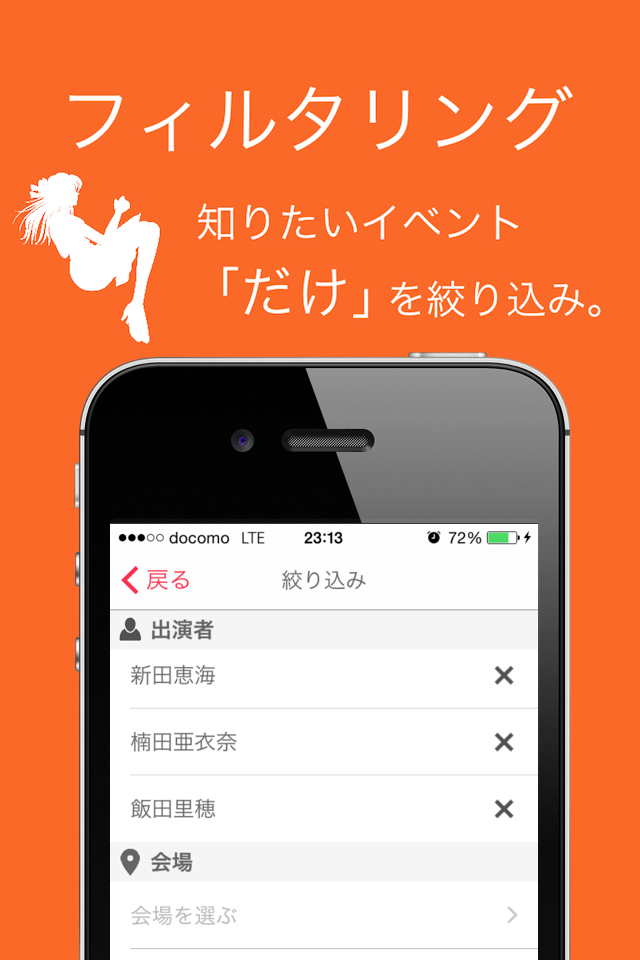 フィルタリング
知りたいイベント
「だけ」を絞り込み。
docomo LTE 23:13 72%
戻る 絞り込み
出演者
新田恵海
楠田亜衣奈
飯田里穂
会場
会場を選ぶ